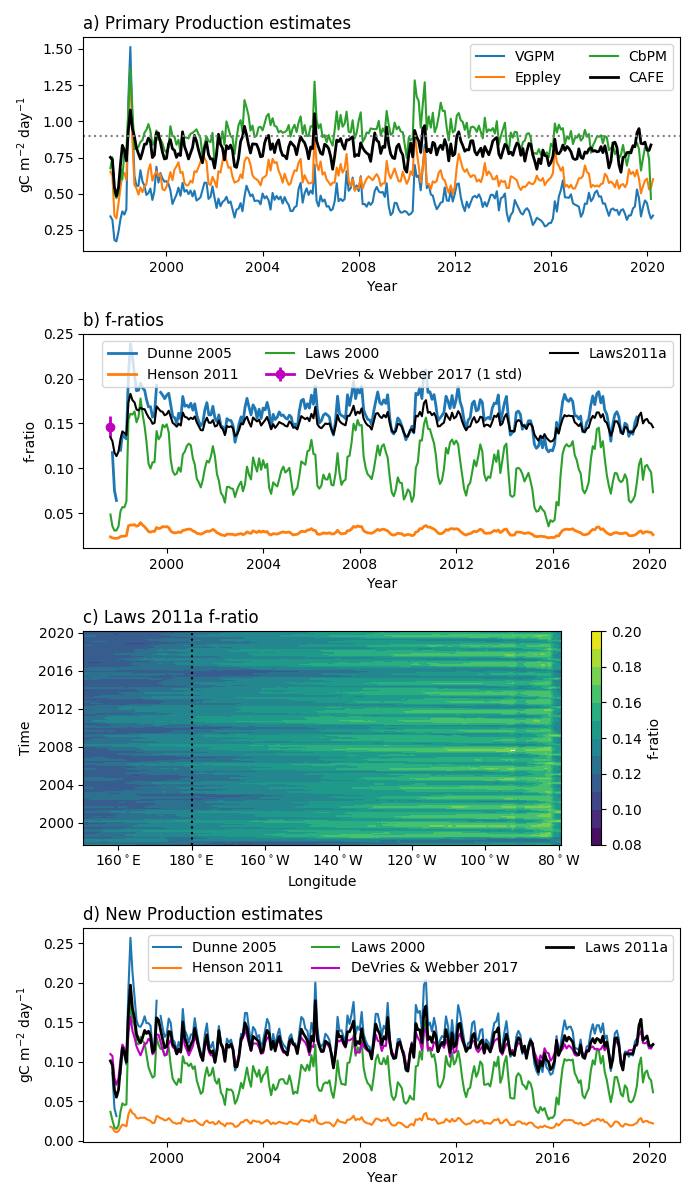 a) Primary Production estimates
gC m⁻² day⁻¹
1.50
1.25
1.00
0.75
0.50
0.25
VGPM
Eppley
CbPM
CAFE
2000 2004 2008 2012 2016 2020
Year
b) f-ratios
f-ratio
0.25
0.20
0.15
0.10
0.05
Dunne 2005
Henson 2011
Laws 2000
DeVries & Webber 2017 (1 std)
Laws2011a
2000 2004 2008 2012 2016 2020
Year
c) Laws 2011a f-ratio
Time
2020
2016
2012
2008
2004
2000
160°E 180°E 160°W 140°W 120°W 100°W 80°W
Longitude
0.20
0.18
0.16
0.14
0.12
0.10
0.08
f-ratio
d) New Production estimates
gC m⁻² day⁻¹
0.25
0.20
0.15
0.10
0.05
0.00
Dunne 2005
Henson 2011
Laws 2000
DeVries & Webber 2017
Laws 2011a
2000 2004 2008 2012 2016 2020
Year